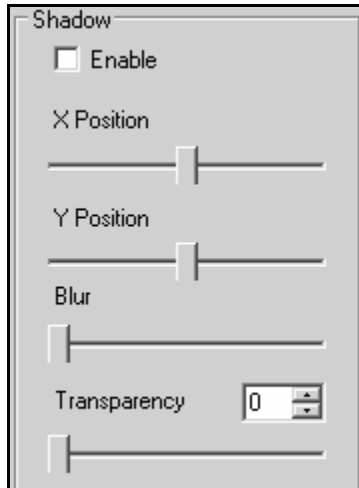 Shadow
Enable
X Position
Y Position
Blur
Transparency 0